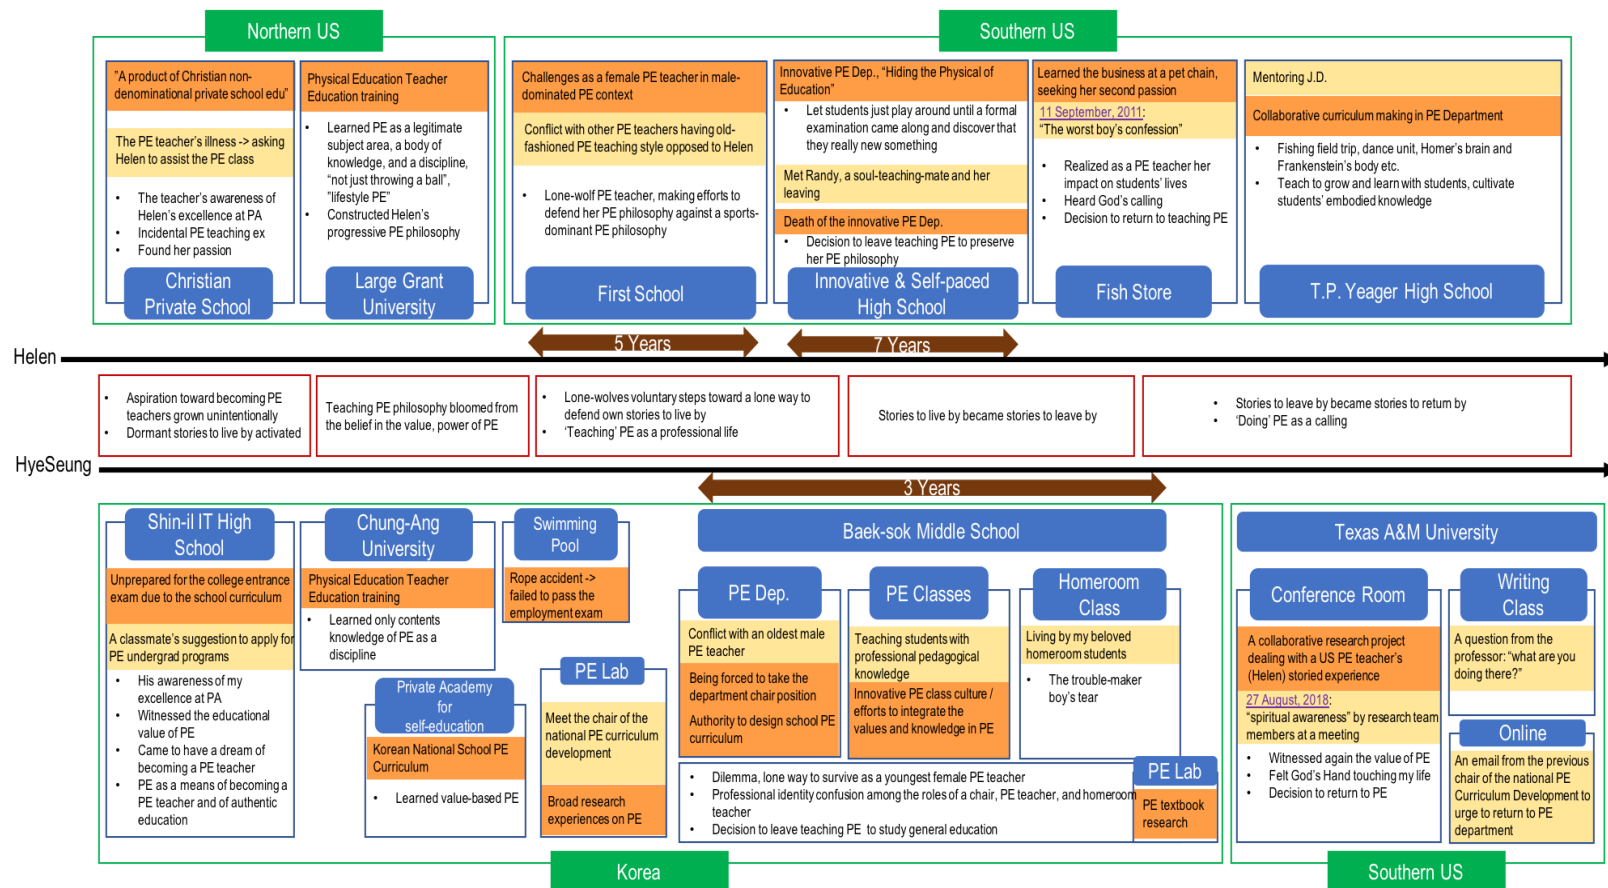 Northern US
Southern US
"A product of Christian non-
denominational private school edu"
The PE teacher's illness -> asking
Helen to assist the PE class
• The teacher's awareness of
Helen's excellence at PA
• Incidental PE teaching ex
• Found her passion
Christian
Private School
Physical Education Teacher
Education training
• Learned PE as a legitimate
subject area, a body of
knowledge, and a discipline,
"not just throwing a ball",
"lifestyle PE"
• Constructed Helen's
progressive PE philosophy
Large Grant
University
Challenges as a female PE teacher in male-
dominated PE context
Conflict with other PE teachers having old-
fashioned PE teaching style opposed to Helen
• Lone-wolf PE teacher, making efforts to
defend her PE philosophy against a sports-
dominant PE philosophy
First School
Innovative PE Dep., "Hiding the Physical of
Education"
• Let students just play around until a formal
examination came along and discover that
they really new something
Met Randy, a soul-teaching-mate and her
leaving
Death of the innovative PE Dep.
• Decision to leave teaching PE to preserve
her PE philosophy
Innovative & Self-paced
High School
Learned the business at a pet chain,
seeking her second passion
11 September, 2011:
"The worst boy's confession"
• Realized as a PE teacher her
impact on students' lives
• Heard God's calling
• Decision to return to teaching PE
Fish Store
Mentoring J.D.
Collaborative curriculum making in PE Department
• Fishing field trip, dance unit, Homer's brain and
Frankenstein's body etc.
• Teach to grow and learn with students, cultivate
students' embodied knowledge
T.P. Yeager High School
5 Years
7 Years
Helen
• Aspiration toward becoming PE
teachers grown unintentionally
• Dormant stories to live by activated
Teaching PE philosophy bloomed from
the belief in the value, power of PE
• Lone-wolves voluntary steps toward a lone way to
defend own stories to live by
• 'Teaching' PE as a professional life
Stories to live by became stories to leave by
• Stories to leave by became stories to return by
• 'Doing' PE as a calling
HyeSeung
3 Years
Shin-il IT High
School
Unprepared for the college entrance
exam due to the school curriculum
A classmate's suggestion to apply for
PE undergrad programs
• His awareness of my
excellence at PA
• Witnessed the educational
value of PE
• Came to have a dream of
becoming a PE teacher
• PE as a means of becoming a
PE teacher and of authentic
education
Chung-Ang
University
Physical Education Teacher
Education training
• Learned only contents
knowledge of PE as a
discipline
Private Academy
for
self-education
Korean National School PE
Curriculum
• Learned value-based PE
Swimming
Pool
Rope accident ->
failed to pass the
employment exam
PE Lab
Meet the chair of the
national PE curriculum
development
Broad research
experiences on PE
Baek-sok Middle School
PE Dep.
Conflict with an oldest male
PE teacher
Being forced to take the
department chair position
Authority to design school PE
curriculum
PE Classes
Teaching students with
professional pedagogical
knowledge
Innovative PE class culture /
efforts to integrate the
values and knowledge in PE
Homeroom
Class
Living by my beloved
homeroom students
• The trouble-maker
boy's tear
• Dilemma, lone way to survive as a youngest female PE teacher
• Professional identity confusion among the roles of a chair, PE teacher, and homeroom
teacher
• Decision to leave teaching PE to study general education
PE Lab
PE textbook
research
Texas A&M University
Conference Room
A collaborative research project
dealing with a US PE teacher's
(Helen) storied experience
27 August, 2018:
"spiritual awareness" by research team
members at a meeting
• Witnessed again the value of PE
• Felt God's Hand touching my life
• Decision to return to PE
Writing
Class
A question from the
professor: "what are you
doing there?"
Online
An email from the previous
chair of the national PE
Curriculum Development to
urge to return to PE
department
Korea
Southern US